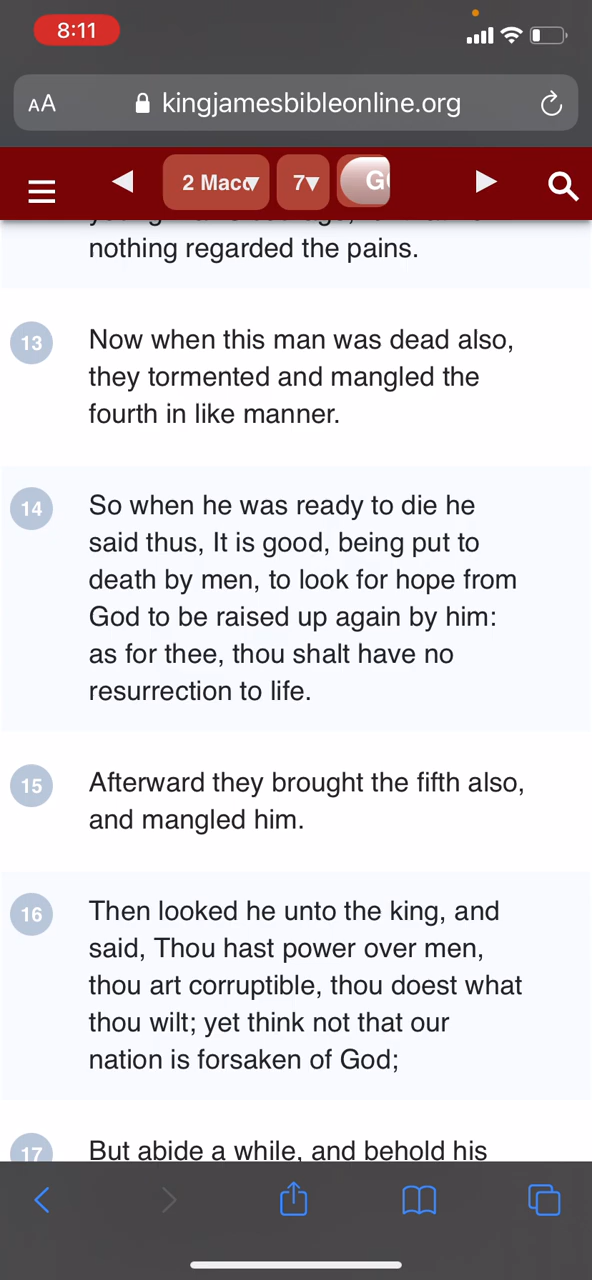 8:11
AA kingjamesbibleonline.org
2 Macc 7
nothing regarded the pains.
13 Now when this man was dead also,
they tormented and mangled the
fourth in like manner.
14 So when he was ready to die he
said thus, It is good, being put to
death by men, to look for hope from
God to be raised up again by him:
as for thee, thou shalt have no
resurrection to life.
15 Afterward they brought the fifth also,
and mangled him.
16 Then looked he unto the king, and
said, Thou hast power over men,
thou art corruptible, thou doest what
thou wilt; yet think not that our
nation is forsaken of God;
17 But abide a while, and behold his